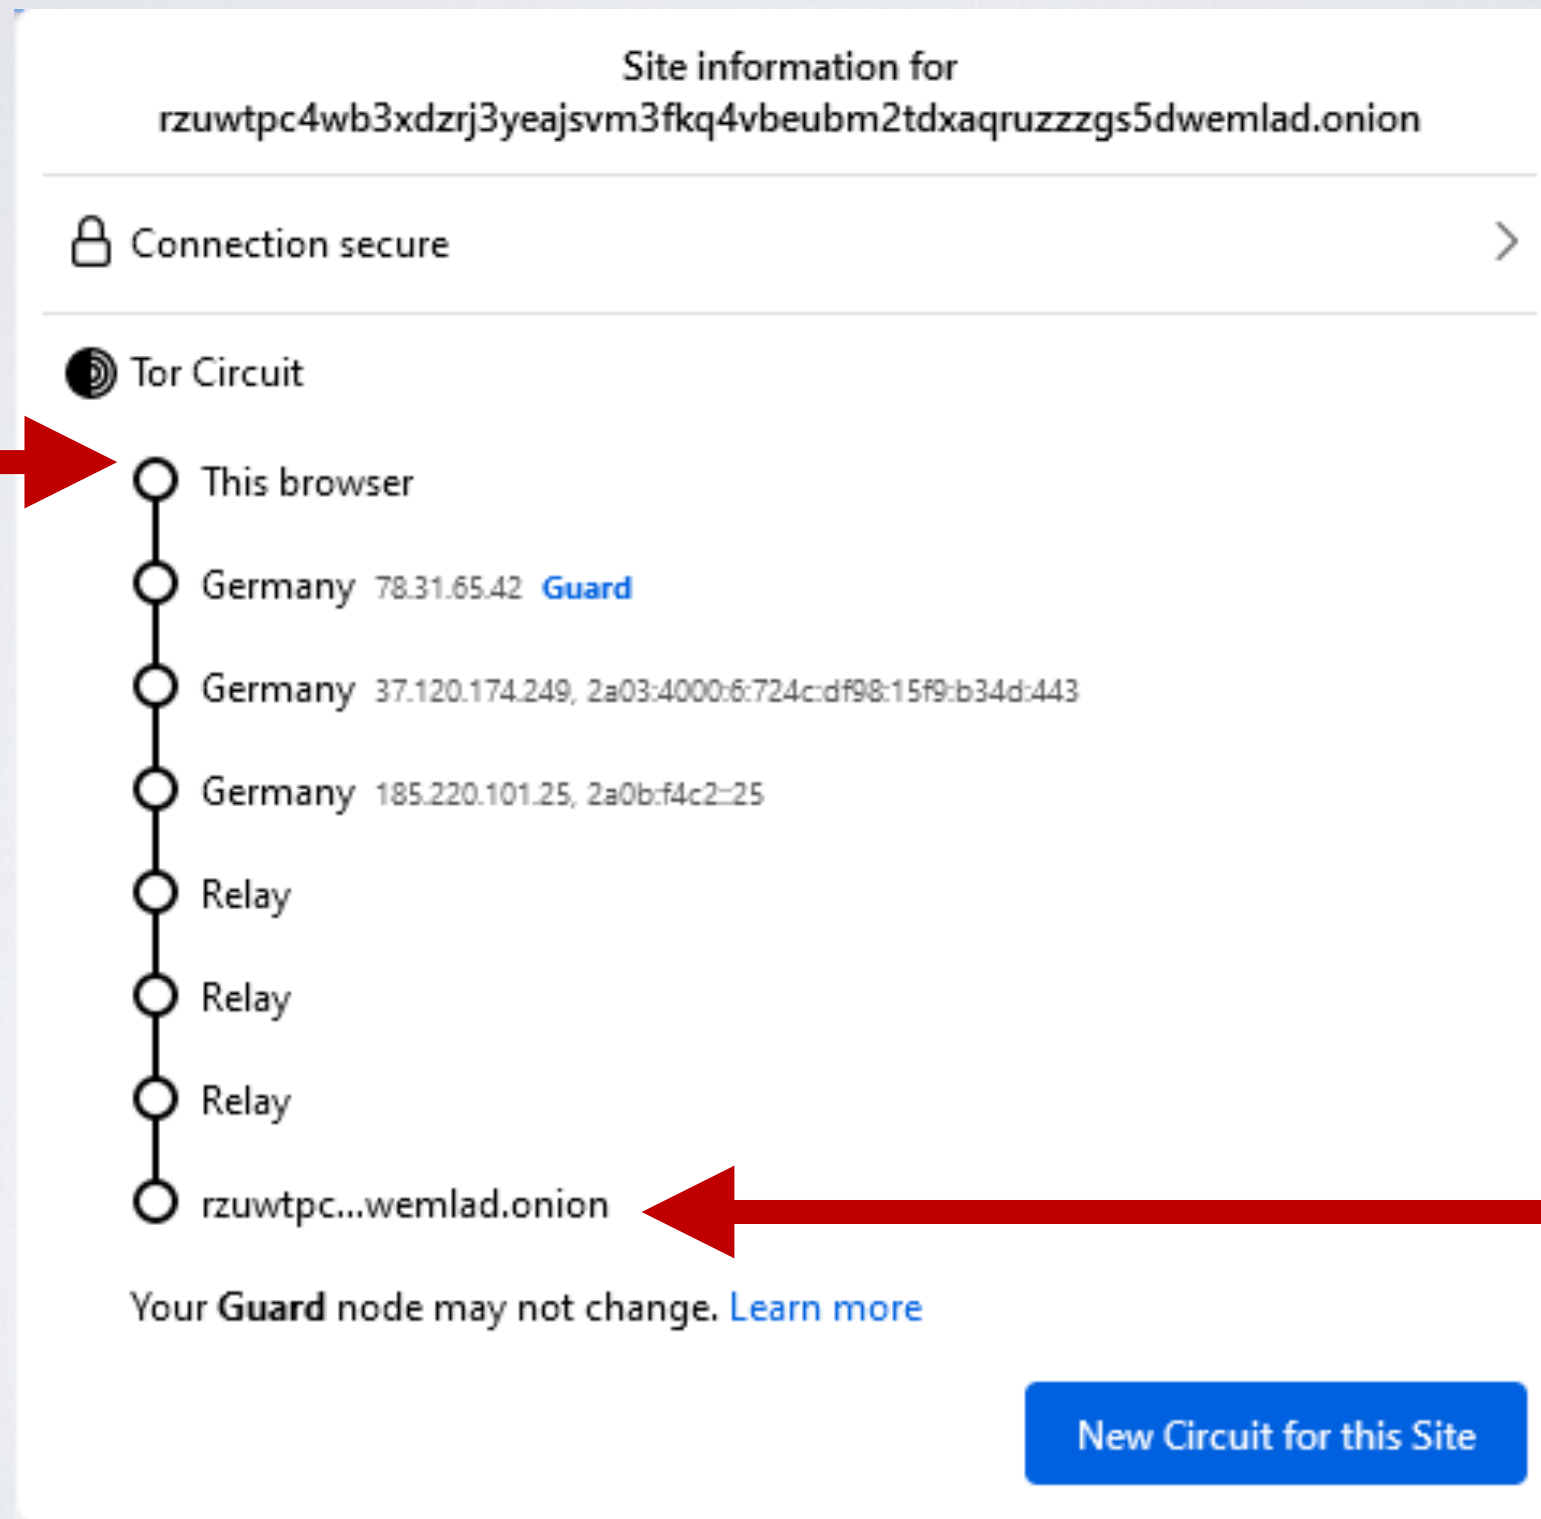 Site information for
rzuwtpc4wb3xdzrj3yeajsvm3fkq4vbeubm2tdxaqruzzzgs5dwemlad.onion
Connection secure
Tor Circuit
This browser
Germany 78.31.65.42 Guard
Germany 37.120.174.249, 2a03:4000:6:724c:df98:15f9:b34d:443
Germany 185.220.101.25, 2a0b:f4c2::25
Relay
Relay
Relay
rzuwtpc...wemlad.onion
Your Guard node may not change. Learn more
New Circuit for this Site